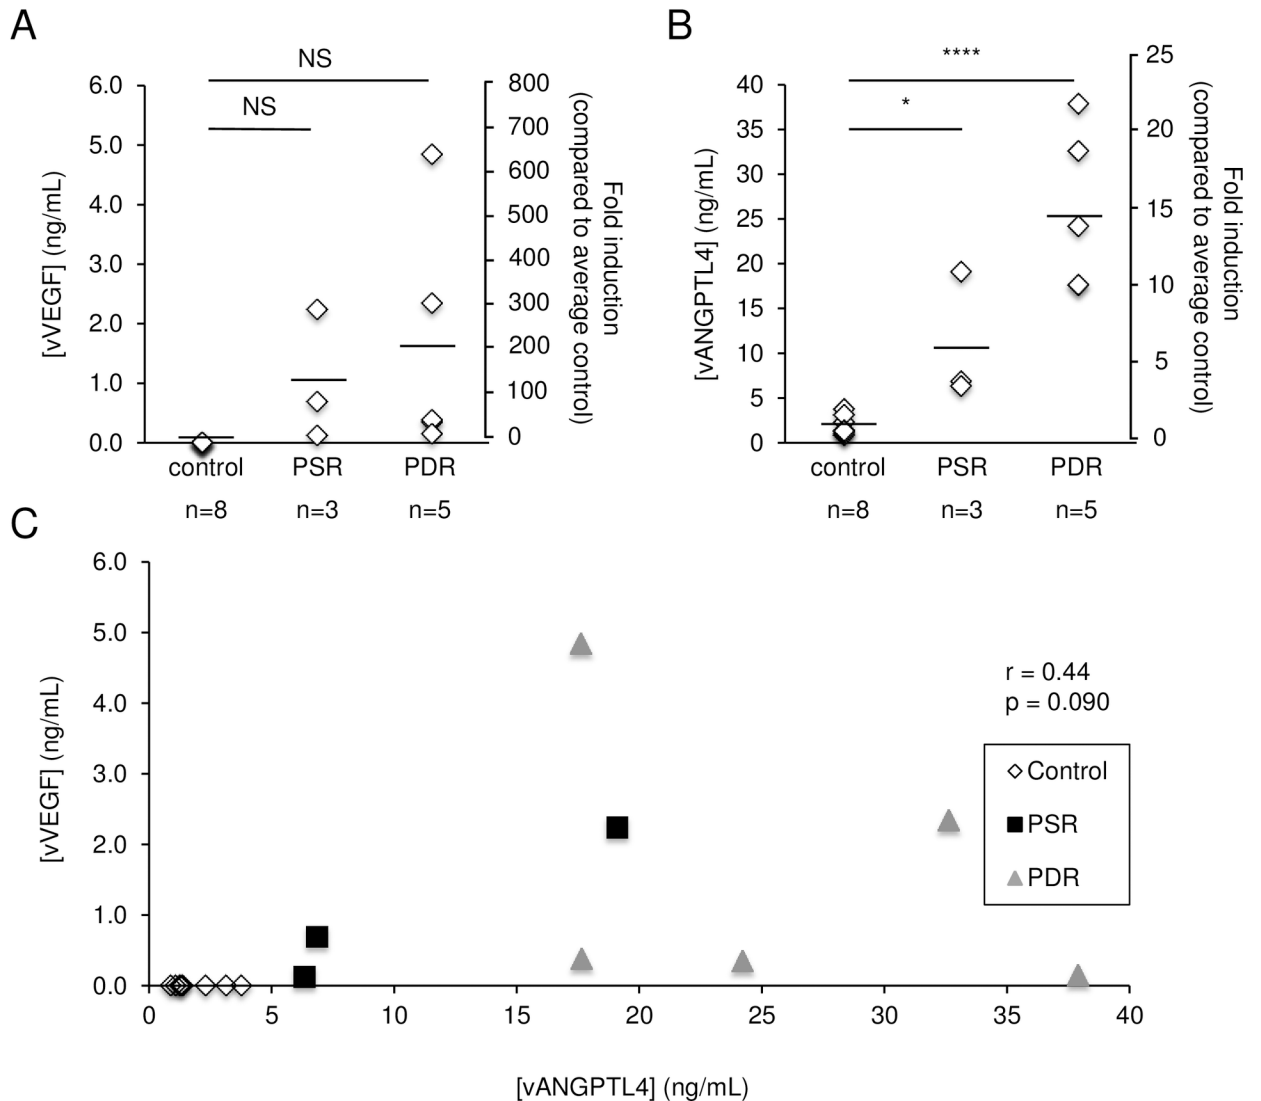 A
NS
NS
6.0
5.0
4.0
3.0
2.0
1.0
0.0
[vVEGF] (ng/mL)
800
700
600
500
400
300
200
100
0
Fold induction
(compared to average control)
control
PSR
PDR
n=8
n=3
n=5
B
****
*
40
35
30
25
20
15
10
5
0
[vANGPTL4] (ng/mL)
25
20
15
10
5
0
Fold induction
(compared to average control)
control
PSR
PDR
n=8
n=3
n=5
C
6.0
5.0
4.0
3.0
2.0
1.0
0.0
[vVEGF] (ng/mL)
r = 0.44
p = 0.090
Control
PSR
PDR
0
5
10
15
20
25
30
35
40
[vANGPTL4] (ng/mL)